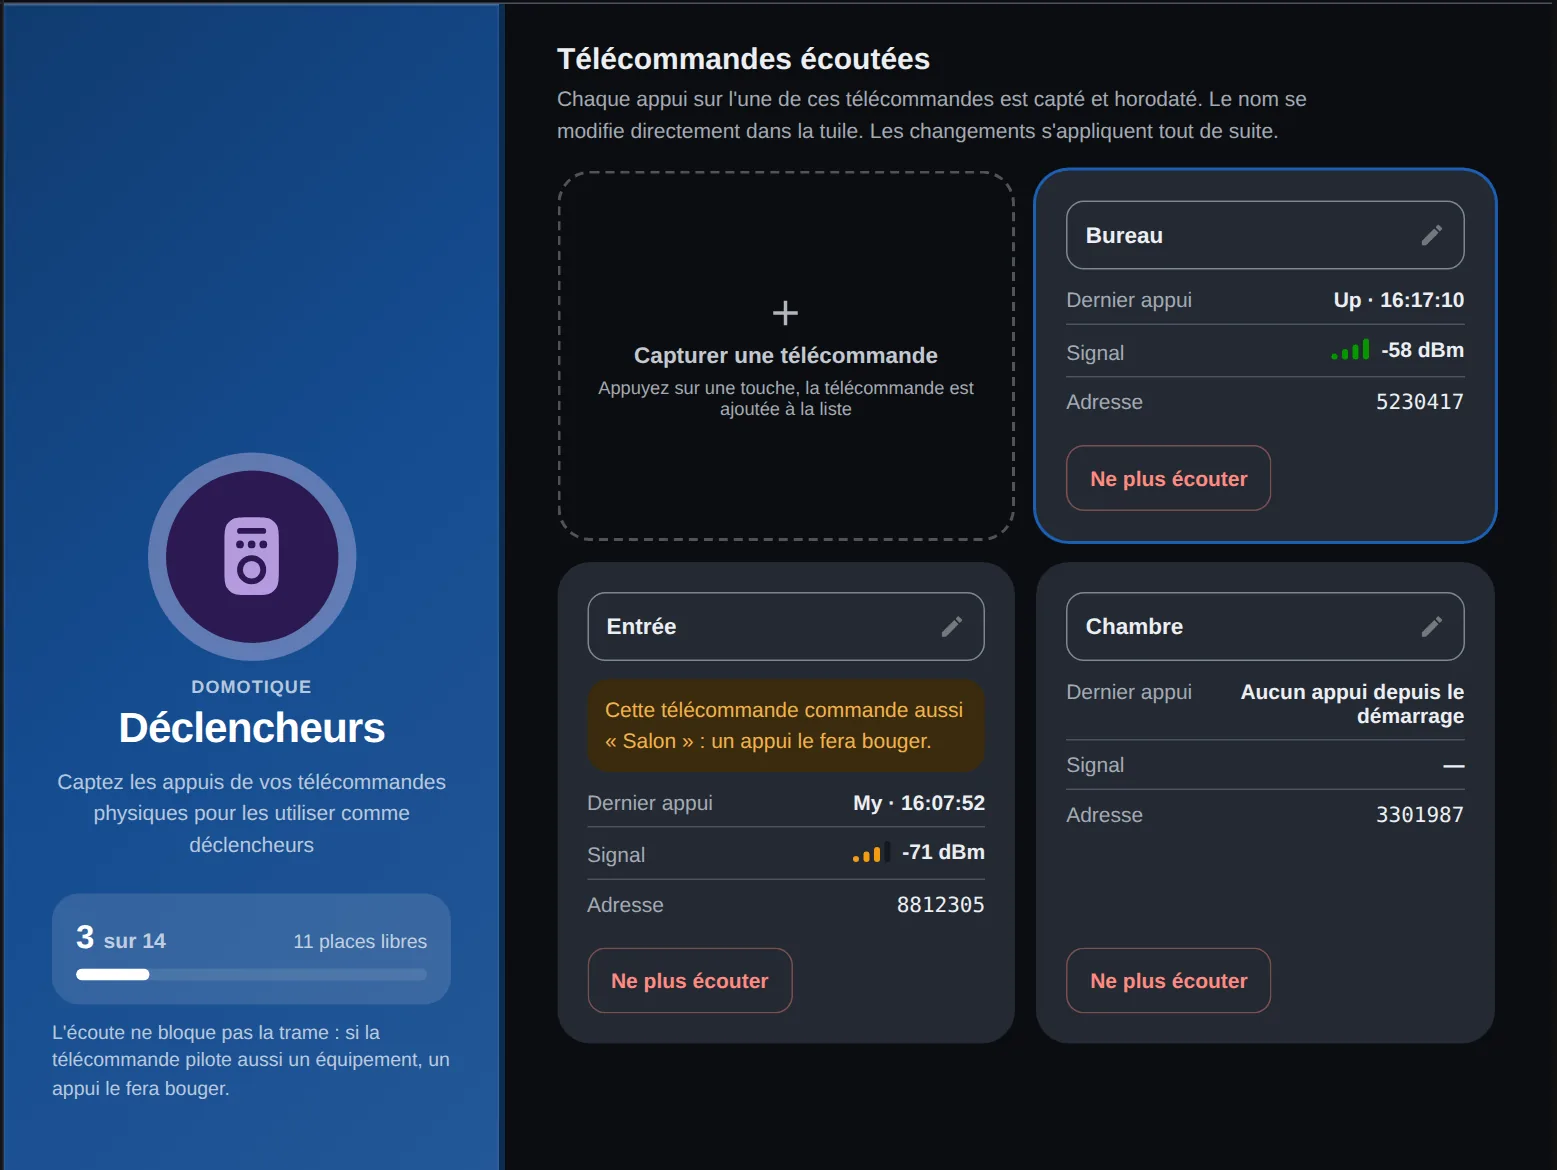 DOMOTIQUE
Déclencheurs
Captez les appuis de vos télécommandes
physiques pour les utiliser comme
déclencheurs
3 sur 14
11 places libres
L'écoute ne bloque pas la trame : si la
télécommande pilote aussi un équipement, un
appui le fera bouger.
Télécommandes écoutées
Chaque appui sur l'une de ces télécommandes est capté et horodaté. Le nom se
modifie directement dans la tuile. Les changements s'appliquent tout de suite.
Capturer une télécommande
Appuyez sur une touche, la télécommande est
ajoutée à la liste
Bureau
Dernier appui Up · 16:17:10
Signal -58 dBm
Adresse 5230417
Ne plus écouter
Entrée
Cette télécommande commande aussi
« Salon » : un appui le fera bouger.
Dernier appui My · 16:07:52
Signal -71 dBm
Adresse 8812305
Ne plus écouter
Chambre
Dernier appui Aucun appui depuis le
démarrage
Signal —
Adresse 3301987
Ne plus écouter